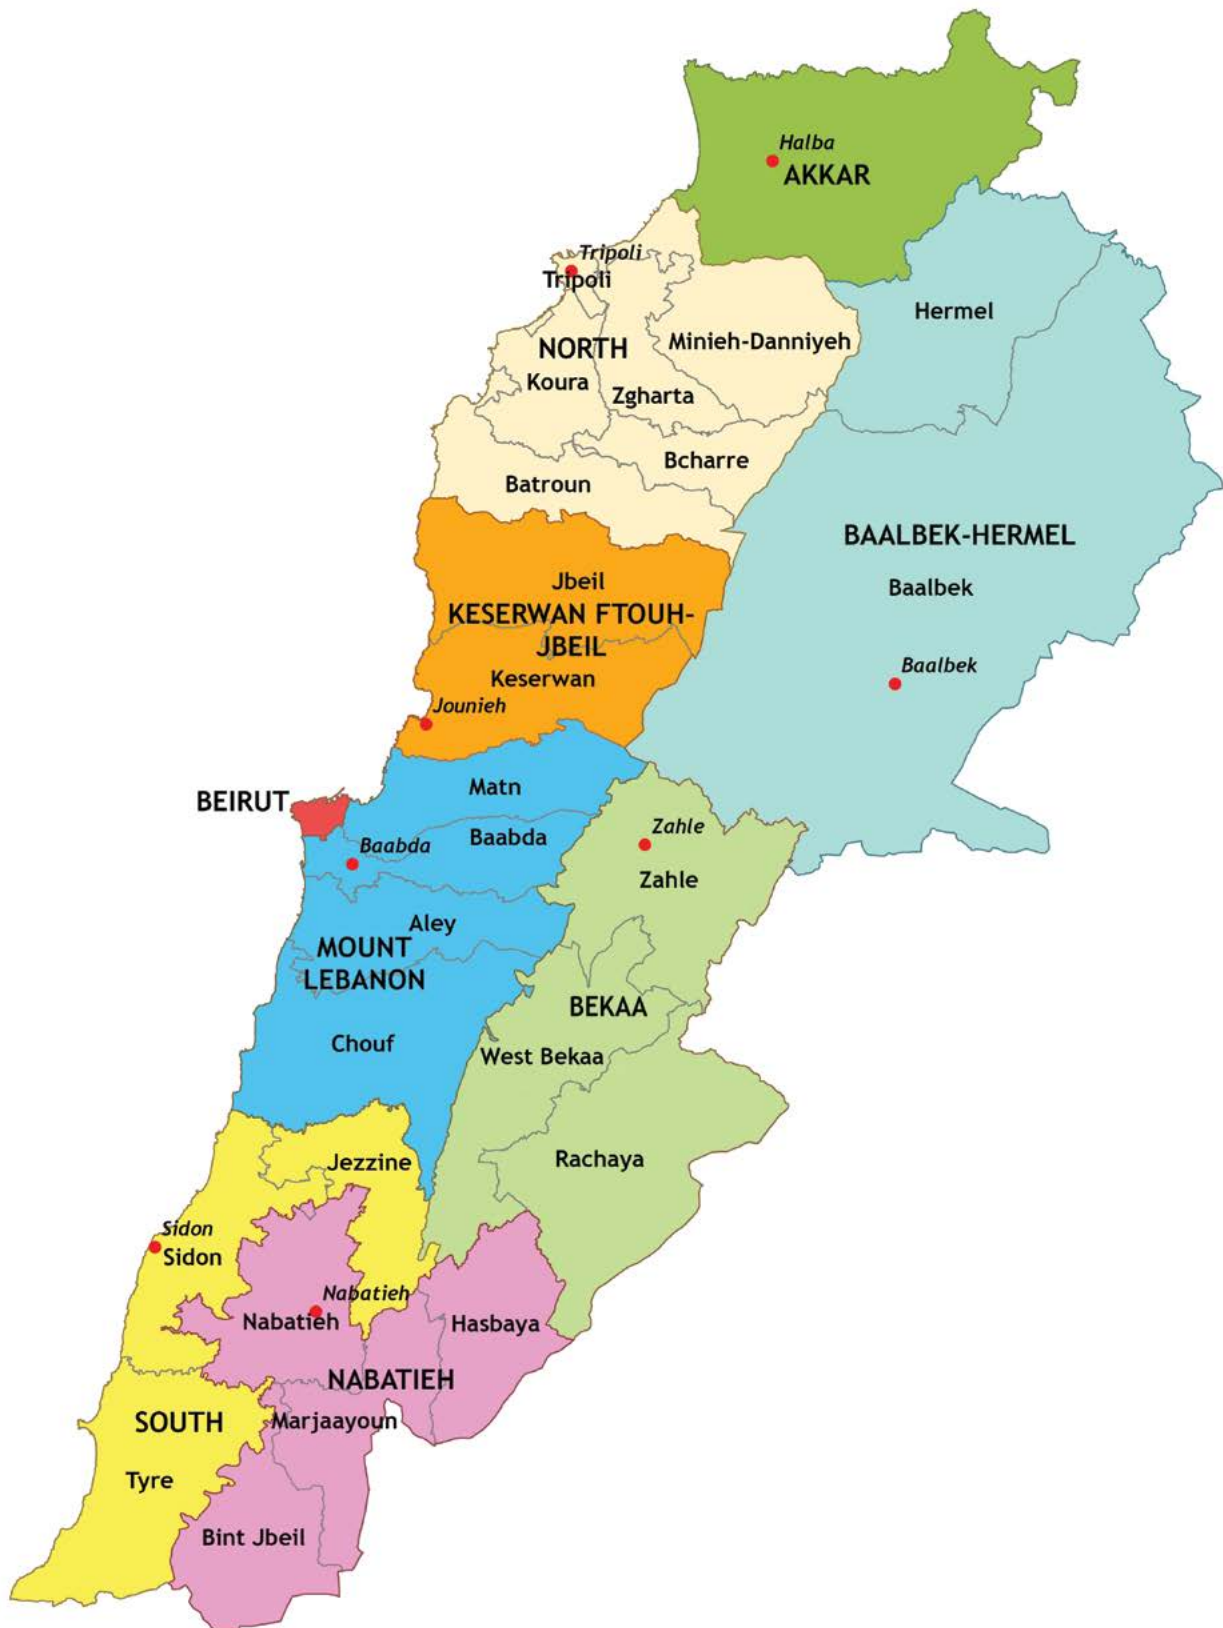 Halba
AKKAR
Tripoli
Tripoli
Hermel
Minieh-Danniyeh
NORTH
Koura
Zgharta
Bcharre
Batroun
BAALBEK-HERMEL
Jbeil
Baalbek
KESERWAN FTOUH-
JBEIL
Baalbek
Keserwan
Jounieh
Matn
BEIRUT
Zahle
Baabda
Baabda
Zahle
Aley
MOUNT
LEBANON
BEKAA
Chouf
West Bekaa
Rachaya
Jezzine
Sidon
Sidon
Nabatieh
Nabatieh
Hasbaya
NABATIEH
SOUTH
Marjaayoun
Tyre
Bint Jbeil